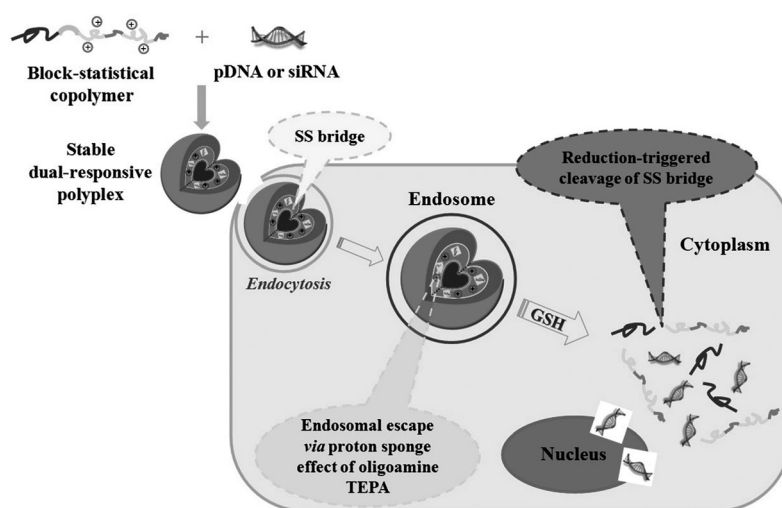 +
Block-statistical
copolymer
pDNA or siRNA
Stable
dual-responsive
polyplex
SS bridge
Endocytosis
Endosome
Reduction-triggered
cleavage of SS bridge
Cytoplasm
GSH
Endosomal escape
via proton sponge
effect of oligoamine
TEPA
Nucleus